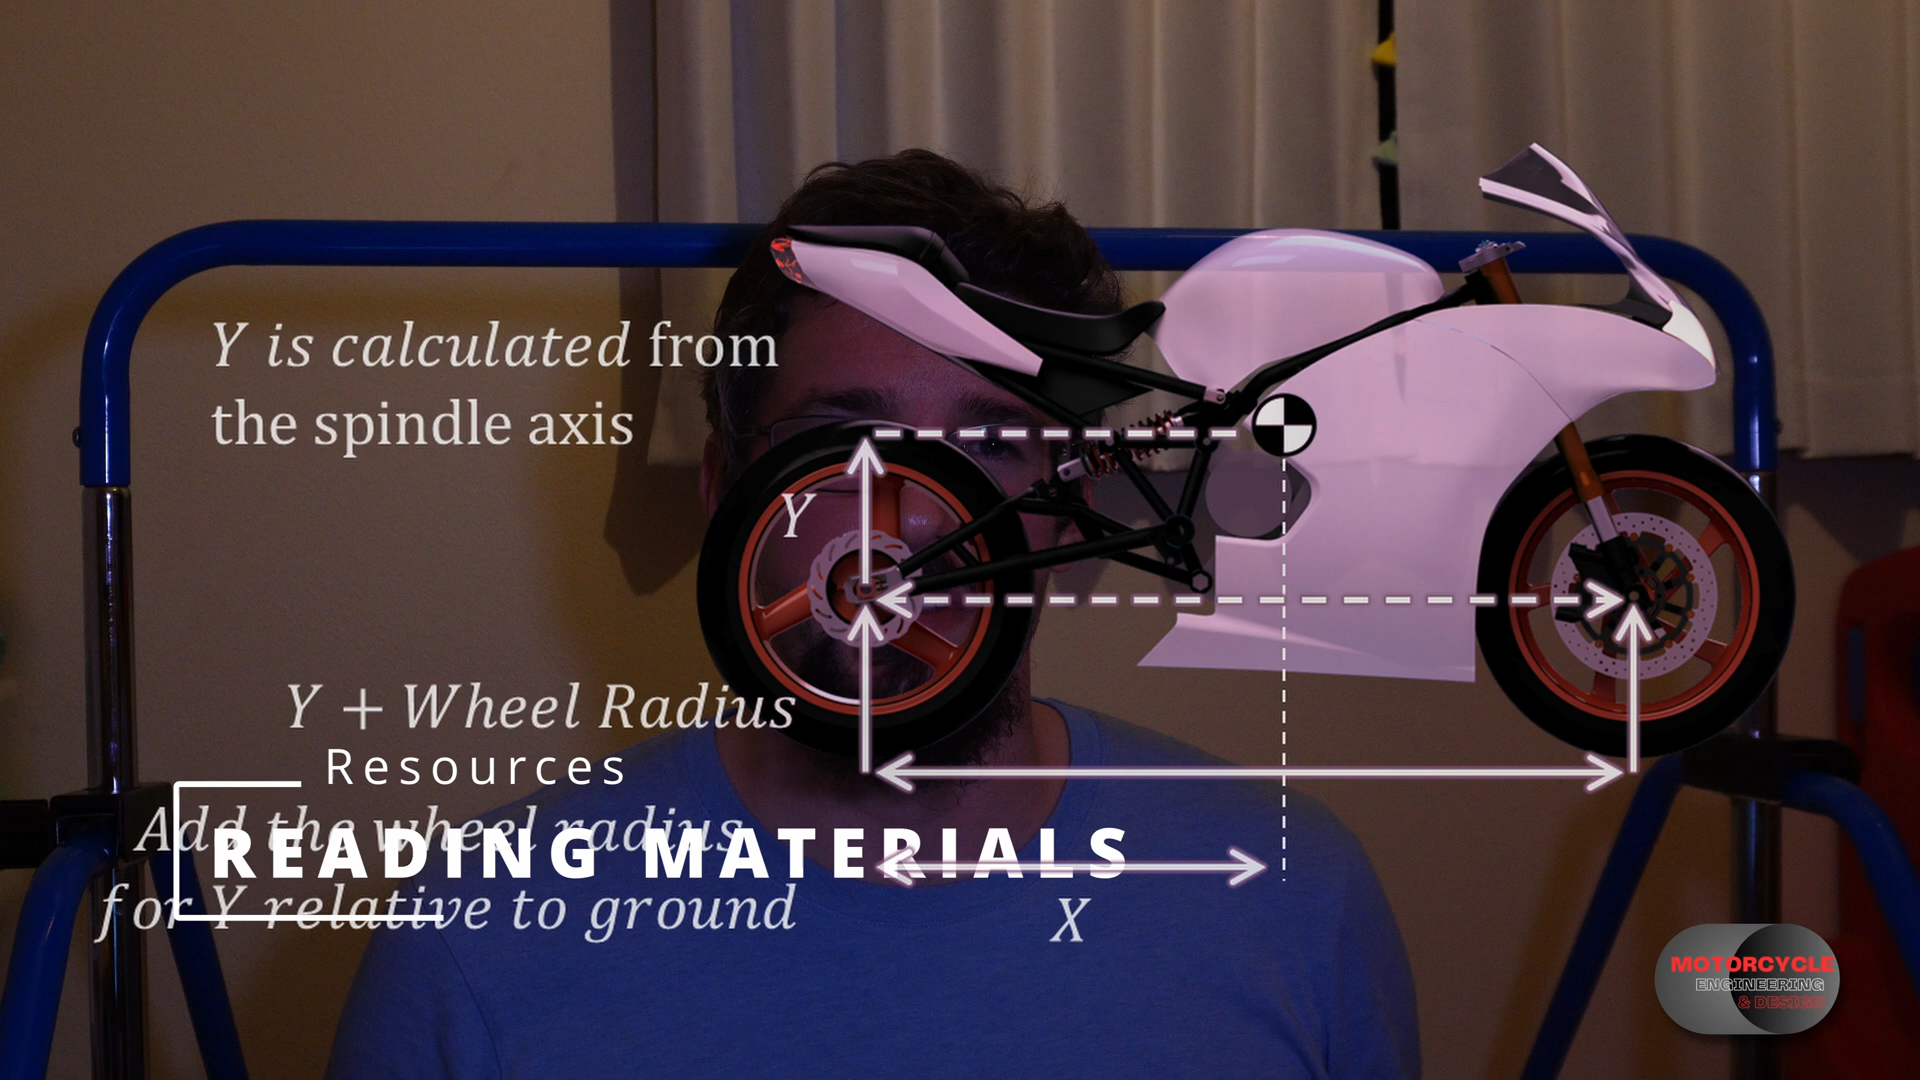 Y is calculated from
the spindle axis
Y
Y + Wheel Radius
Resources
Add the wheel radius
READING MATERIALS
for Y relative to ground
X
MOTORCYCLE
ENGINEERING
& DESIGN